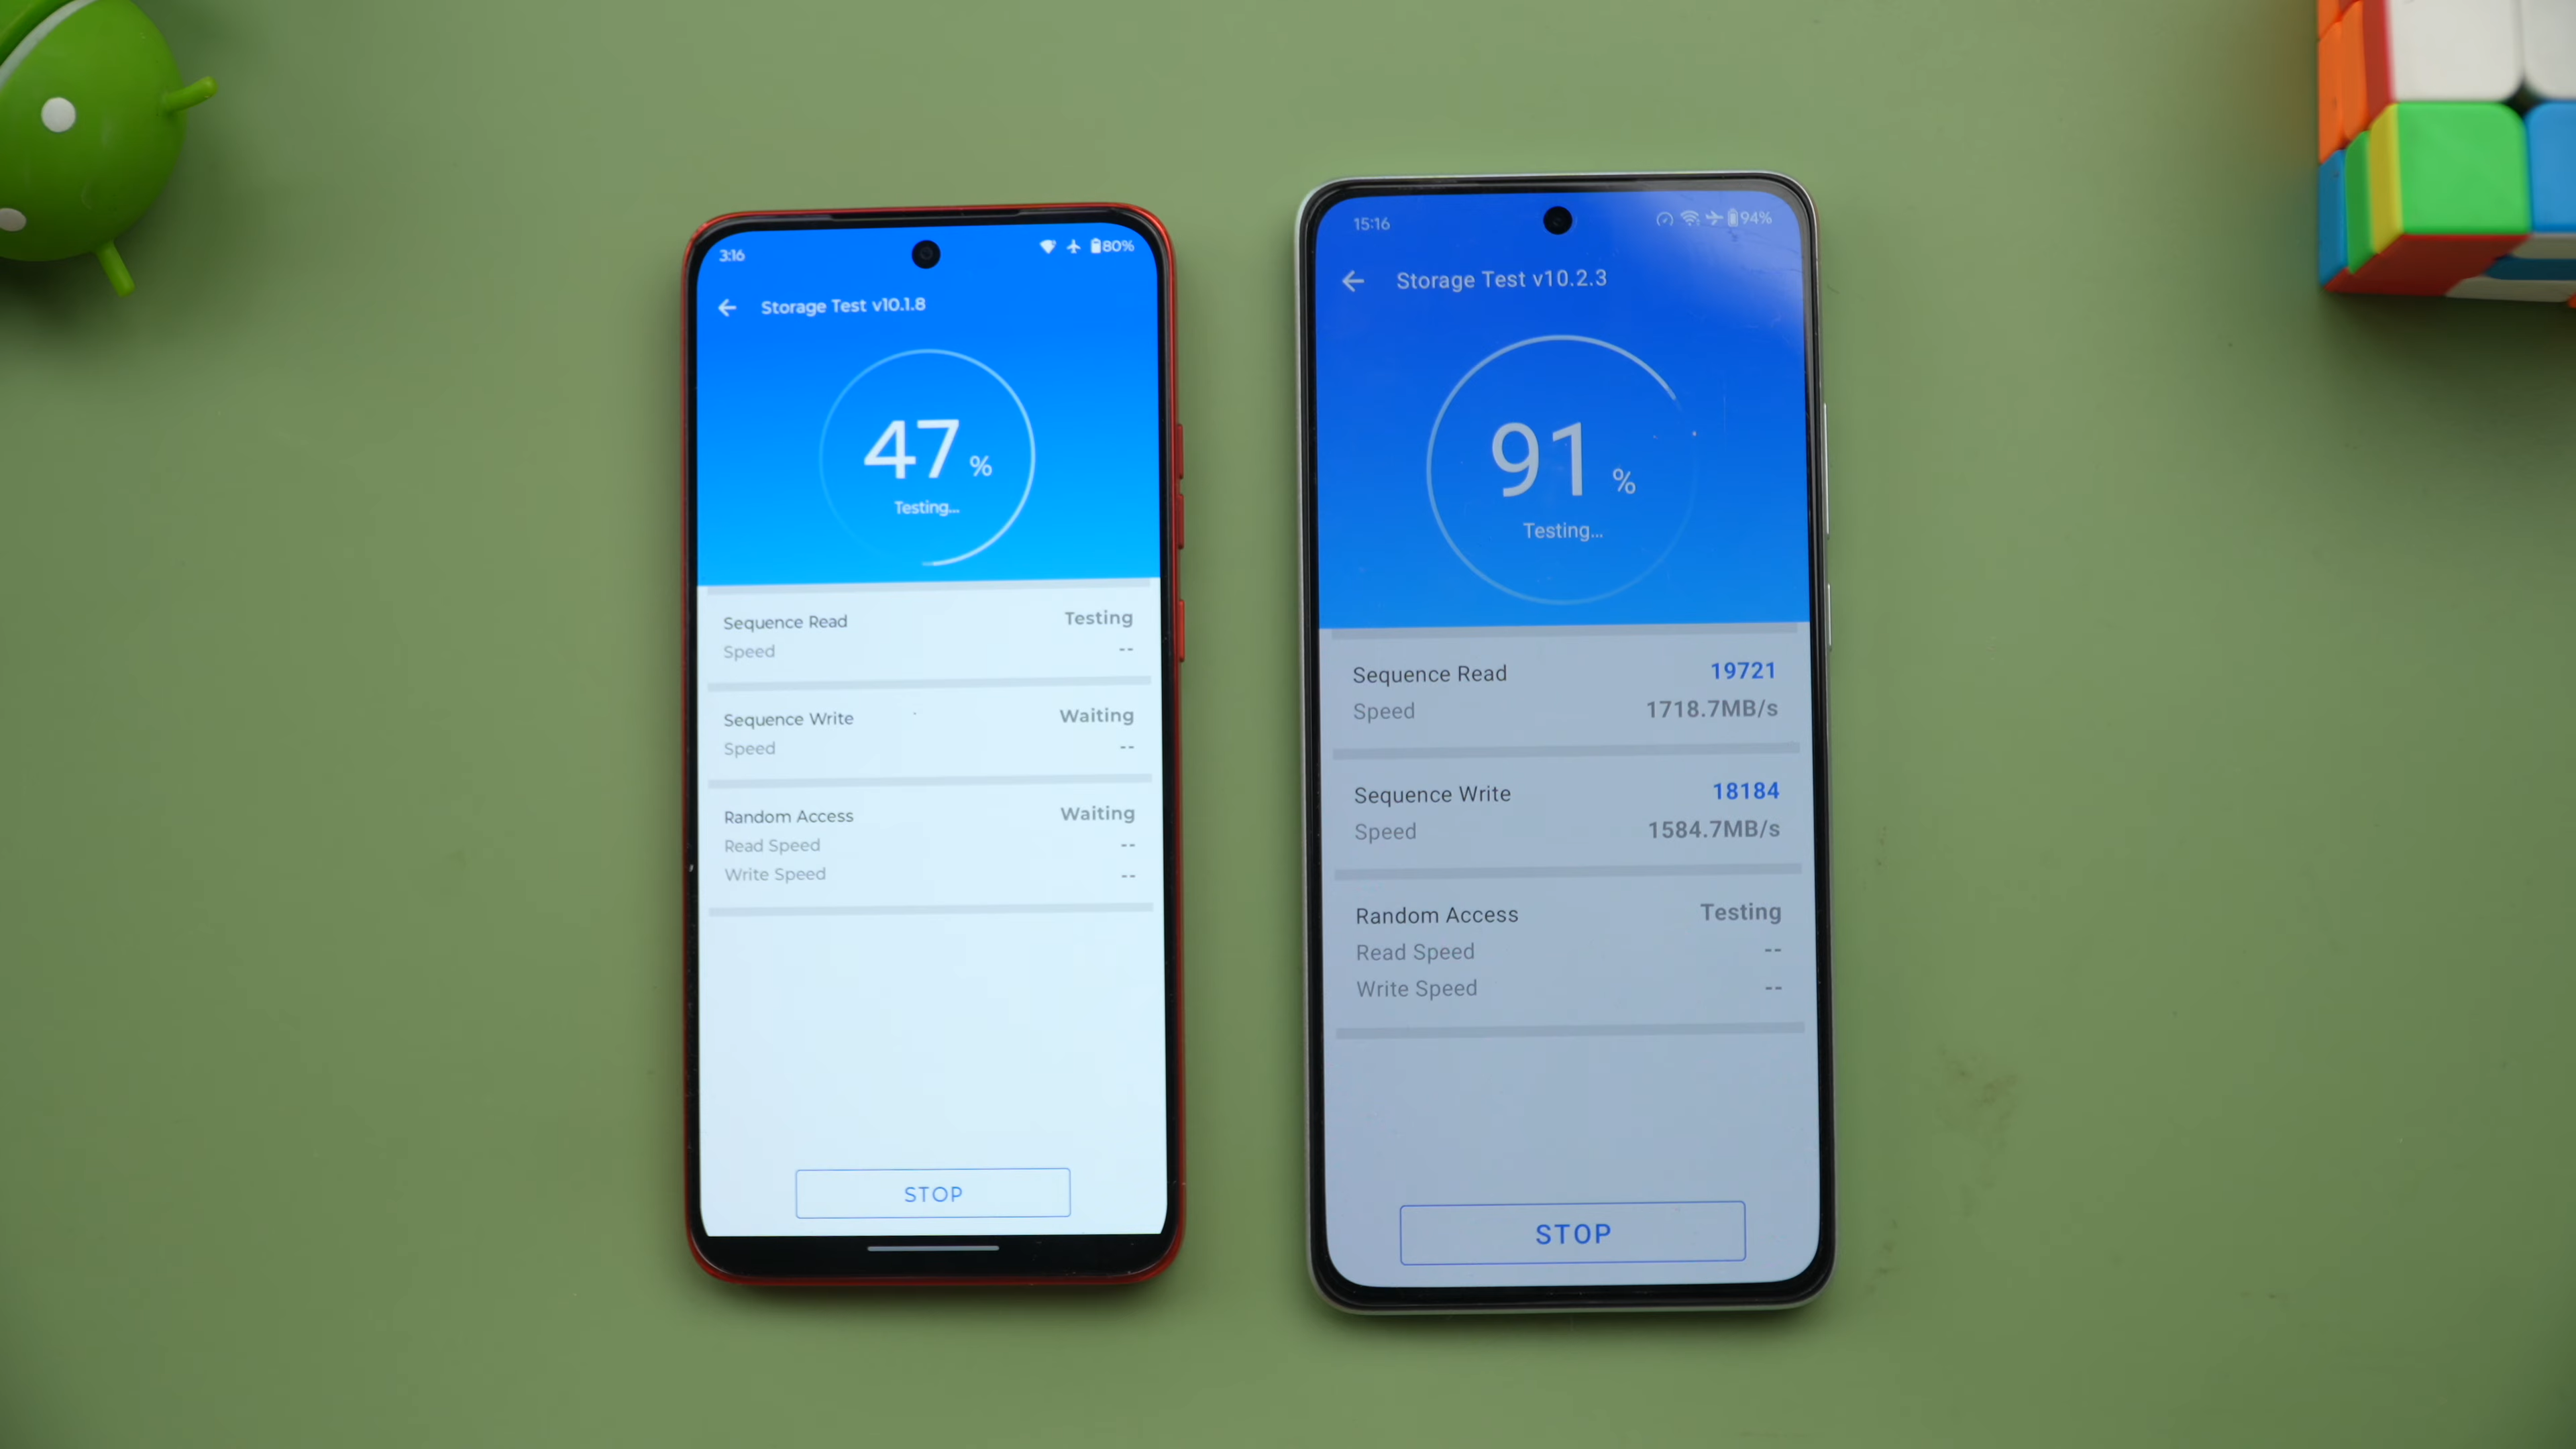 3:16
80%
Storage Test v10.1.8
47 %
Testing...
Sequence Read Testing
Speed --
Sequence Write Waiting
Speed --
Random Access Waiting
Read Speed --
Write Speed --
STOP
15:16
94%
Storage Test v10.2.3
91 %
Testing...
Sequence Read 19721
Speed 1718.7MB/s
Sequence Write 18184
Speed 1584.7MB/s
Random Access Testing
Read Speed --
Write Speed --
STOP